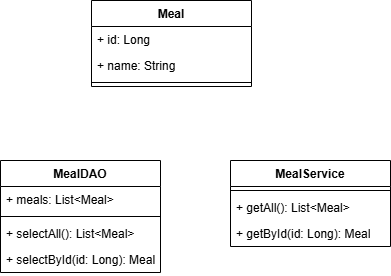 Meal
+ id: Long
+ name: String
MealDAO
+ meals: List<Meal>
+ selectAll(): List<Meal>
+ selectById(id: Long): Meal
MealService
+ getAll(): List<Meal>
+ getById(id: Long): Meal